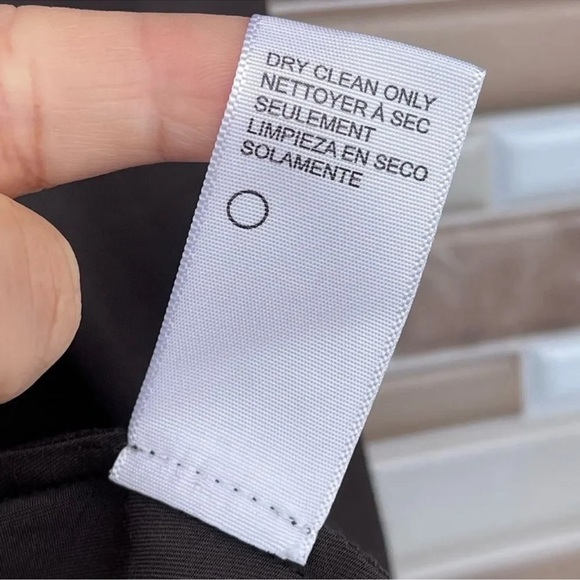 DRY CLEAN ONLY
NETTOYER À SEC
SEULEMENT
LIMPIEZA EN SECO
SOLAMENTE